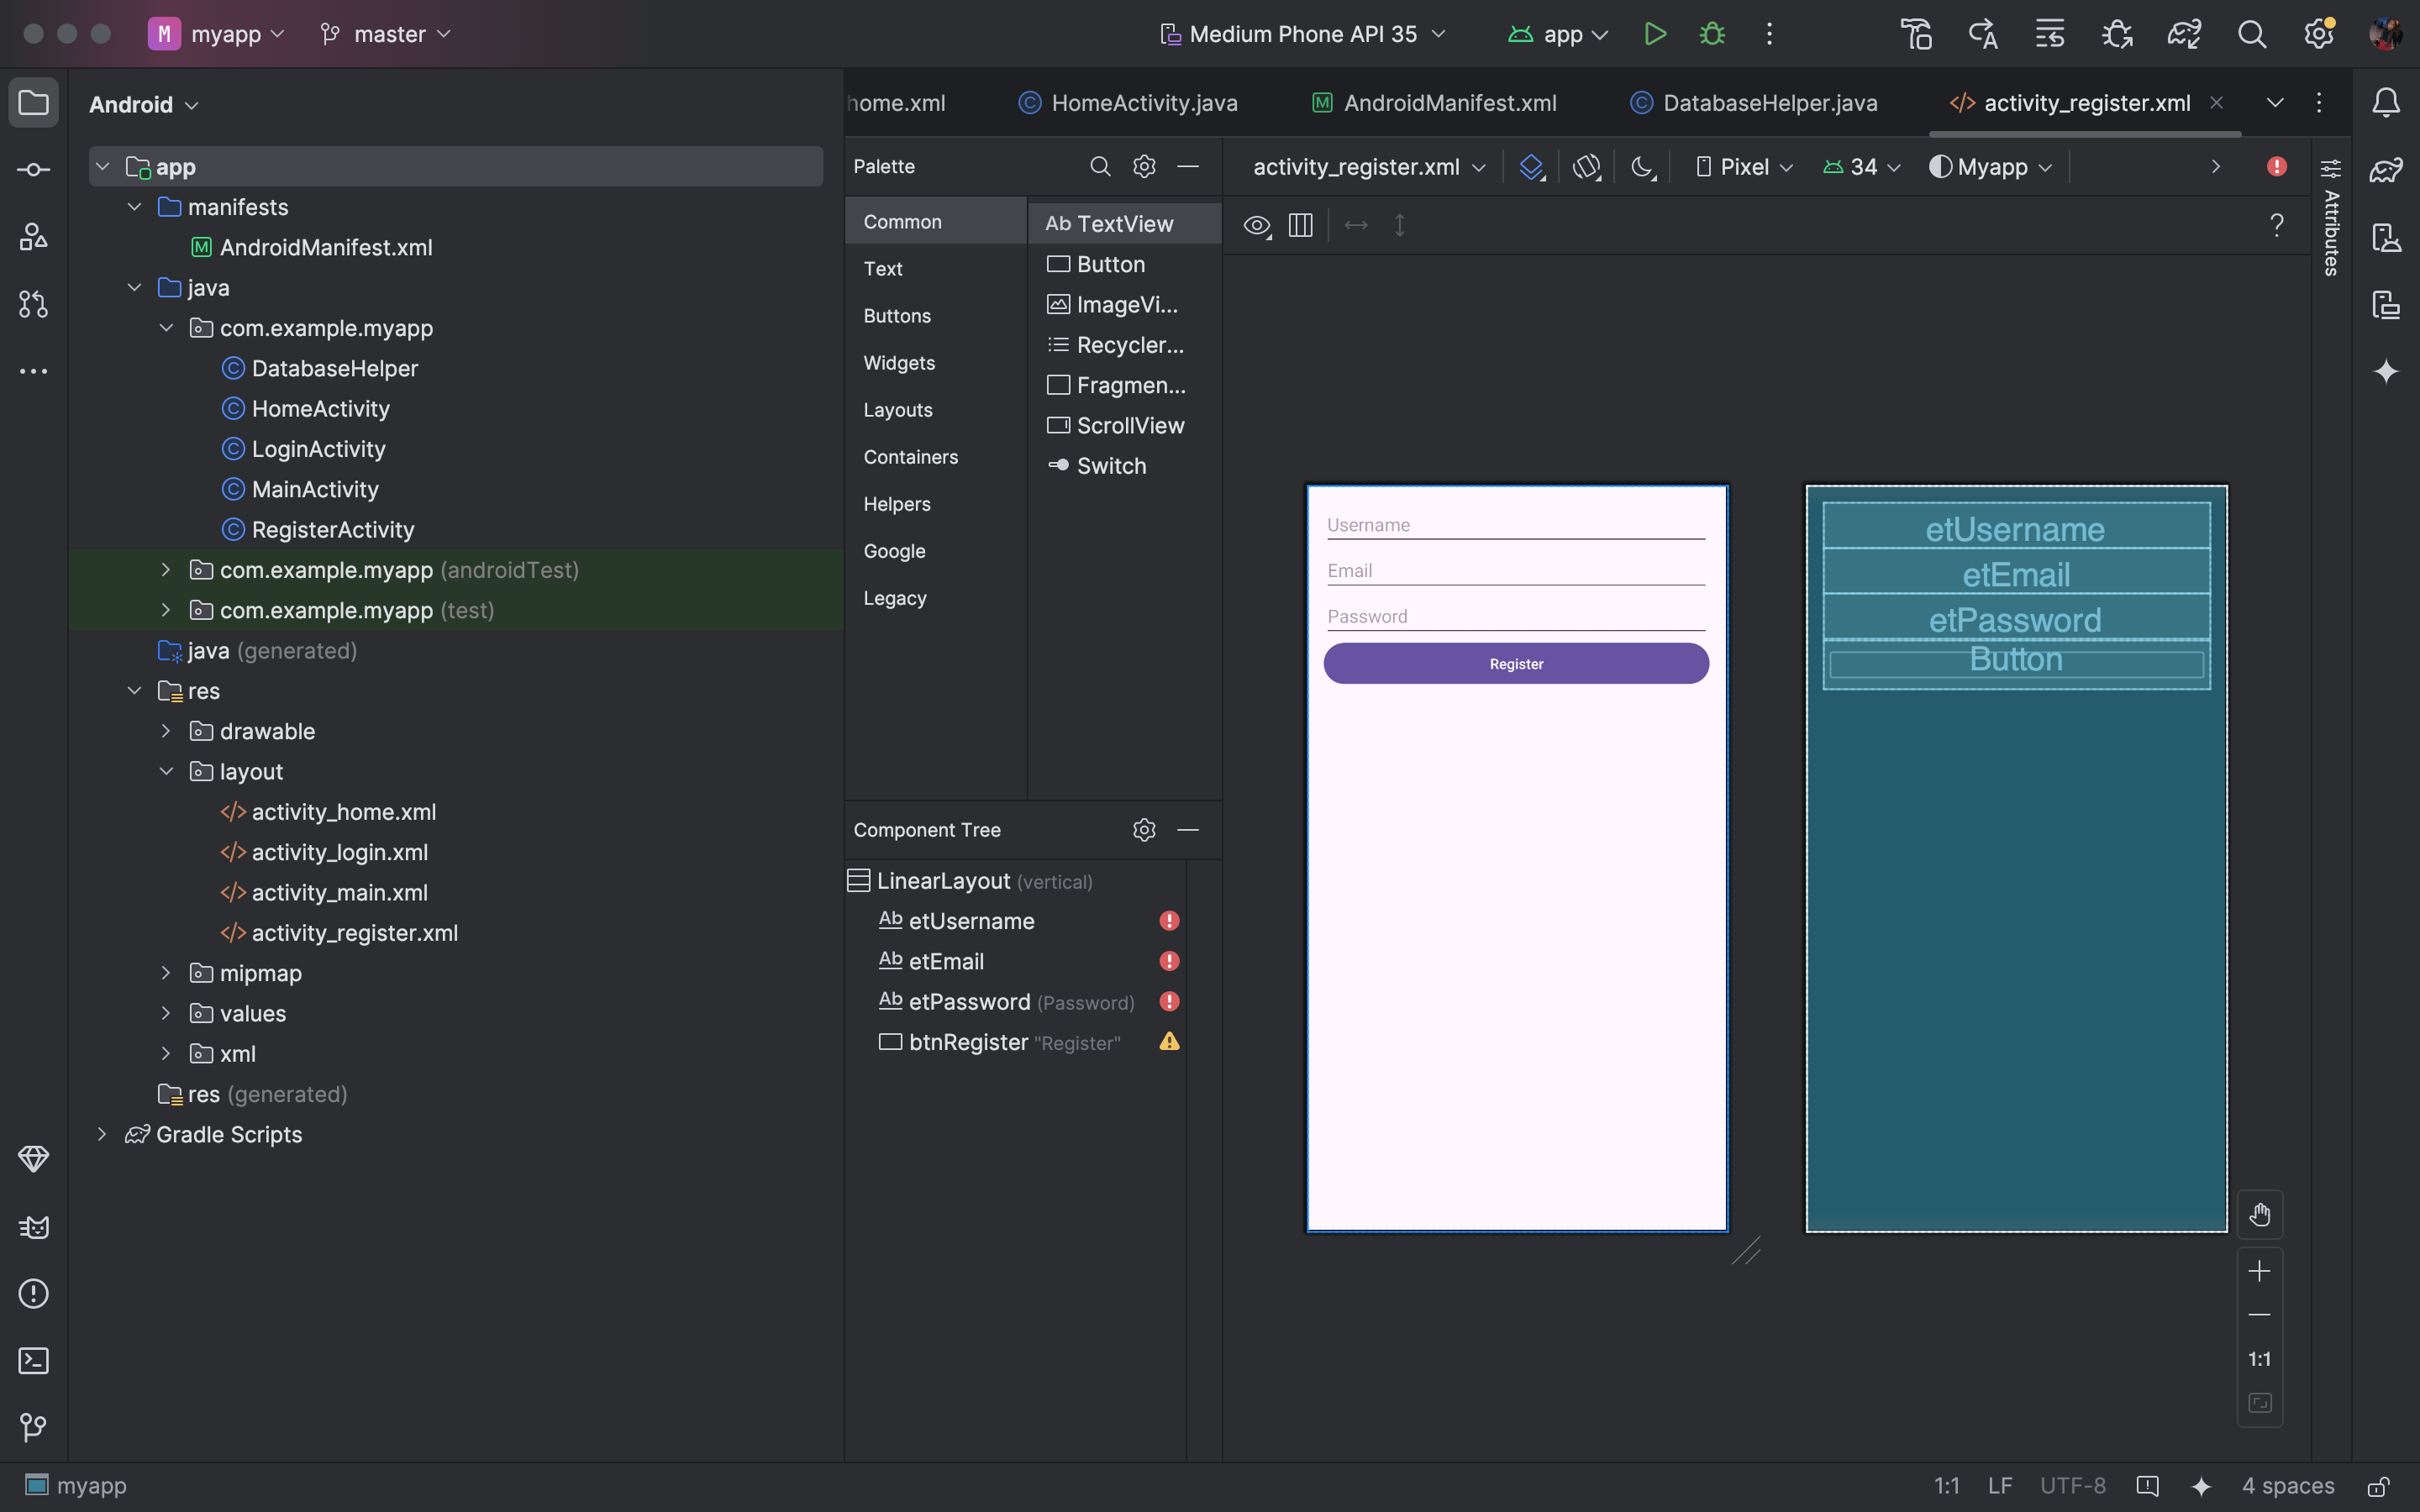 M myapp master Medium Phone API 35 app
Android
home.xml HomeActivity.java M AndroidManifest.xml DatabaseHelper.java activity_register.xml
app
manifests
M AndroidManifest.xml
java
com.example.myapp
C DatabaseHelper
C HomeActivity
C LoginActivity
C MainActivity
C RegisterActivity
com.example.myapp (androidTest)
com.example.myapp (test)
java (generated)
res
drawable
layout
activity_home.xml
activity_login.xml
activity_main.xml
activity_register.xml
mipmap
values
xml
res (generated)
Gradle Scripts
Palette
Common
Text
Buttons
Widgets
Layouts
Containers
Helpers
Google
Legacy
Ab TextView
Button
ImageVi...
Recycler...
Fragmen...
ScrollView
Switch
Component Tree
LinearLayout (vertical)
Ab etUsername
Ab etEmail
Ab etPassword (Password)
btnRegister "Register"
activity_register.xml Pixel 34 Myapp
?
Attributes
Username
Email
Password
Register
etUsername
etEmail
etPassword
Button
1:1
myapp
1:1 LF UTF-8 4 spaces